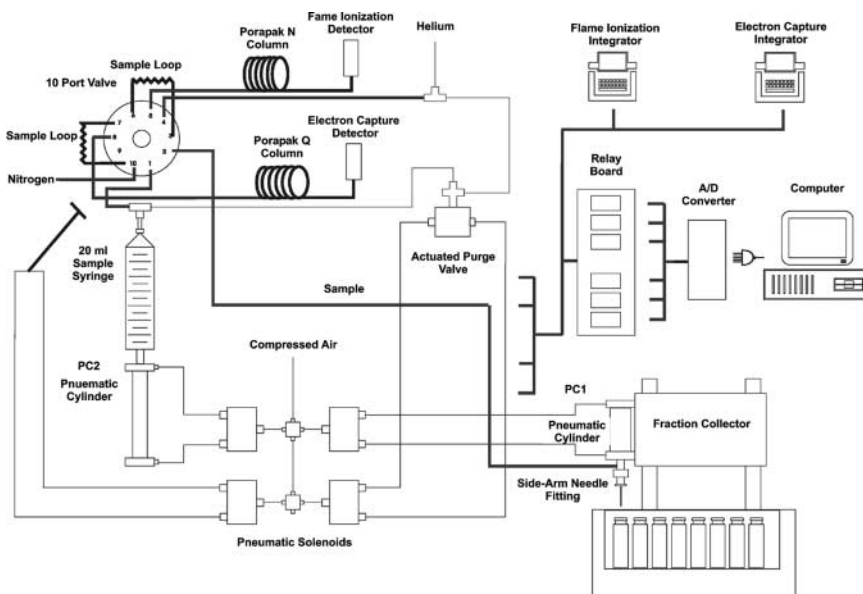 Fame Ionization
Detector
Helium
Porapak N
Column
Sample Loop
10 Port Valve
Flame Ionization
Integrator
Electron Capture
Integrator
6
5
4
7
3
8
9
2
10
1
Sample Loop
Electron Capture
Detector
Porapak Q
Column
Nitrogen
Relay
Board
A/D
Converter
Computer
20 ml
Sample
Syringe
Actuated Purge
Valve
Sample
Compressed Air
PC2
Pnuematic
Cylinder
PC1
Pneumatic
Cylinder
Fraction Collector
Side-Arm Needle
Fitting
Pneumatic Solenoids